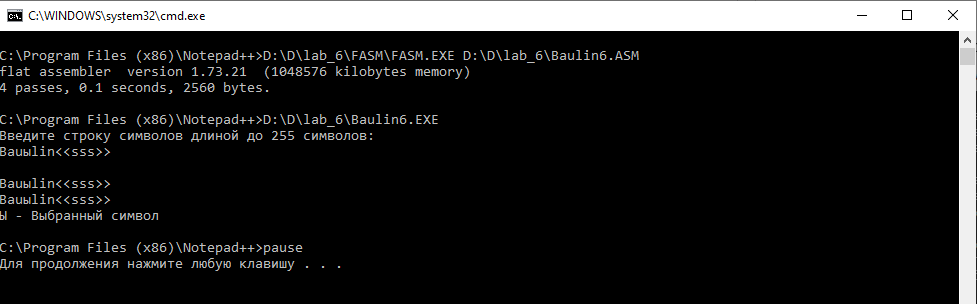 C:\WINDOWS\system32\cmd.exe
C:\Program Files (x86)\Notepad++>D:\D\lab_6\FASM\FASM.EXE D:\D\lab_6\Baulin6.ASM
flat assembler  version 1.73.21  (1048576 kilobytes memory)
4 passes, 0.1 seconds, 2560 bytes.
C:\Program Files (x86)\Notepad++>D:\D\lab_6\Baulin6.EXE
Введите строку символов длиной до 255 символов:
Bauыlin<<sss>>
Bauыlin<<sss>>
Bauыlin<<sss>>
Ы - Выбранный символ
C:\Program Files (x86)\Notepad++>pause
Для продолжения нажмите любую клавишу . . .